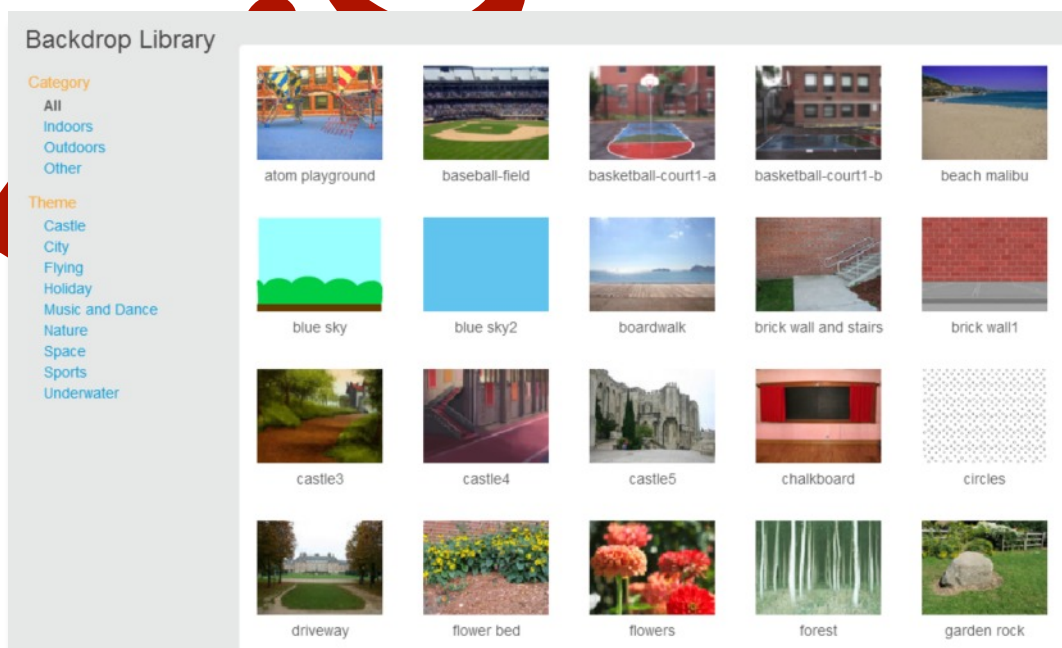 Backdrop Library
Category
All
Indoors
Outdoors
Other
Theme
Castle
City
Flying
Holiday
Music and Dance
Nature
Space
Sports
Underwater
atom playground baseball-field basketball-court1-a basketball-court1-b beach malibu
blue sky blue sky2 boardwalk brick wall and stairs brick wall1
castle3 castle4 castle5 chalkboard circles
driveway flower bed flowers forest garden rock